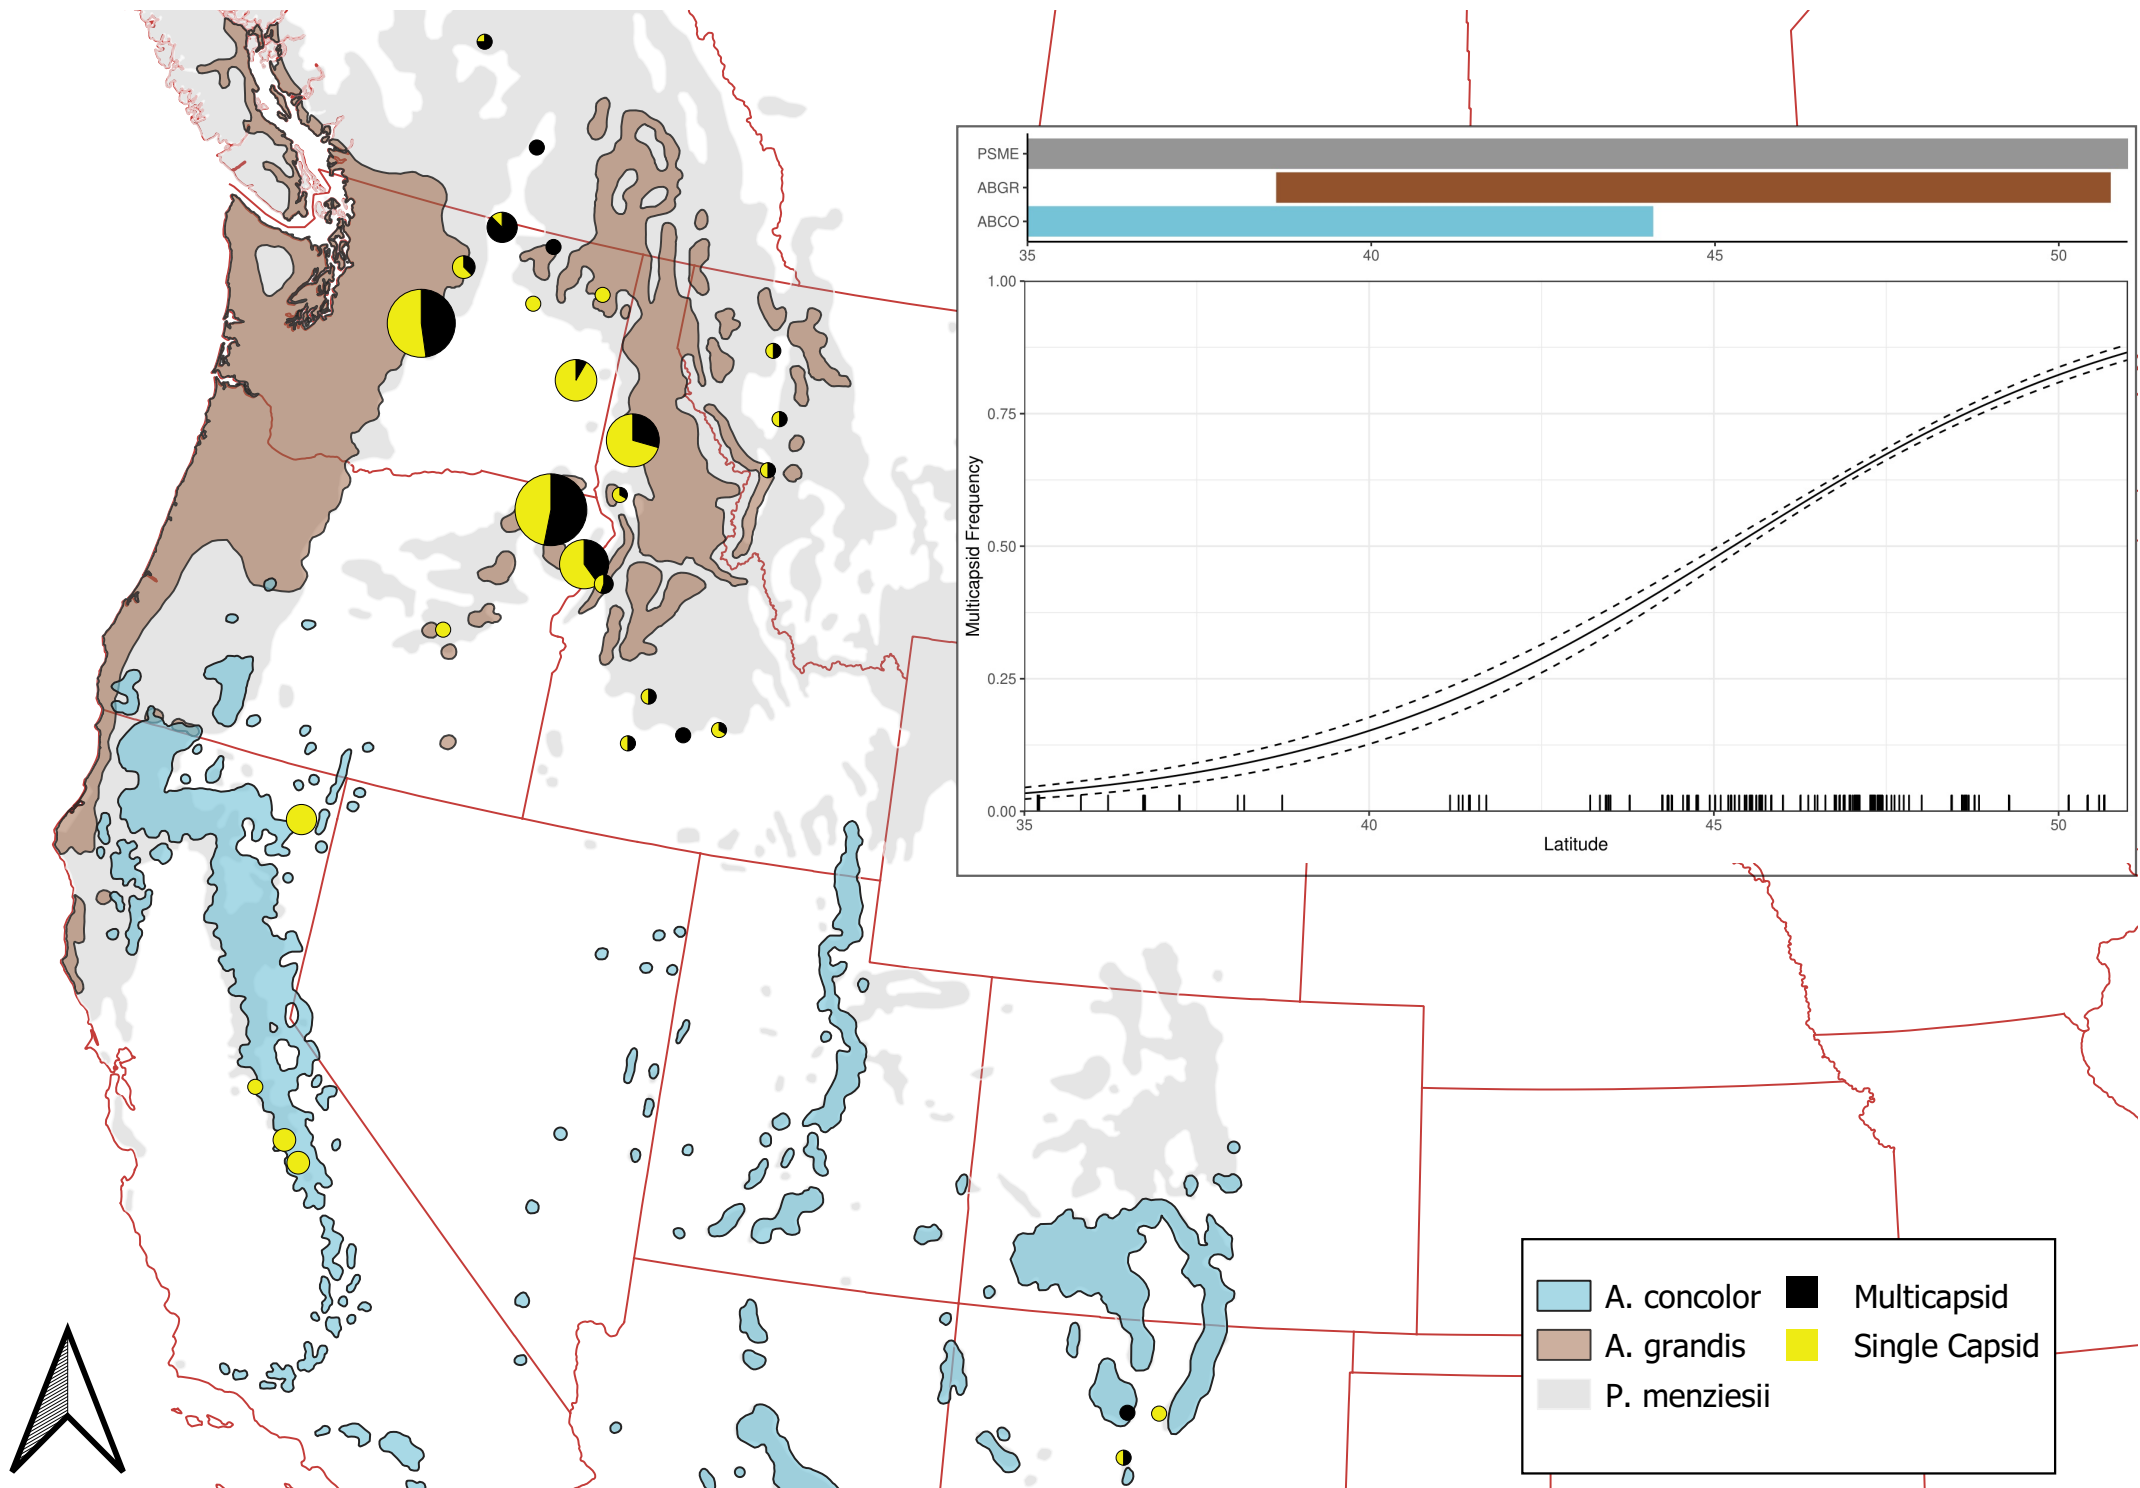 PSME
ABGR
ABCO
35 40 45 50
1.00
0.75
0.50
0.25
0.00
Multicapsid Frequency
35 40 45 50
Latitude
A. concolor Multicapsid
A. grandis Single Capsid
P. menziesii